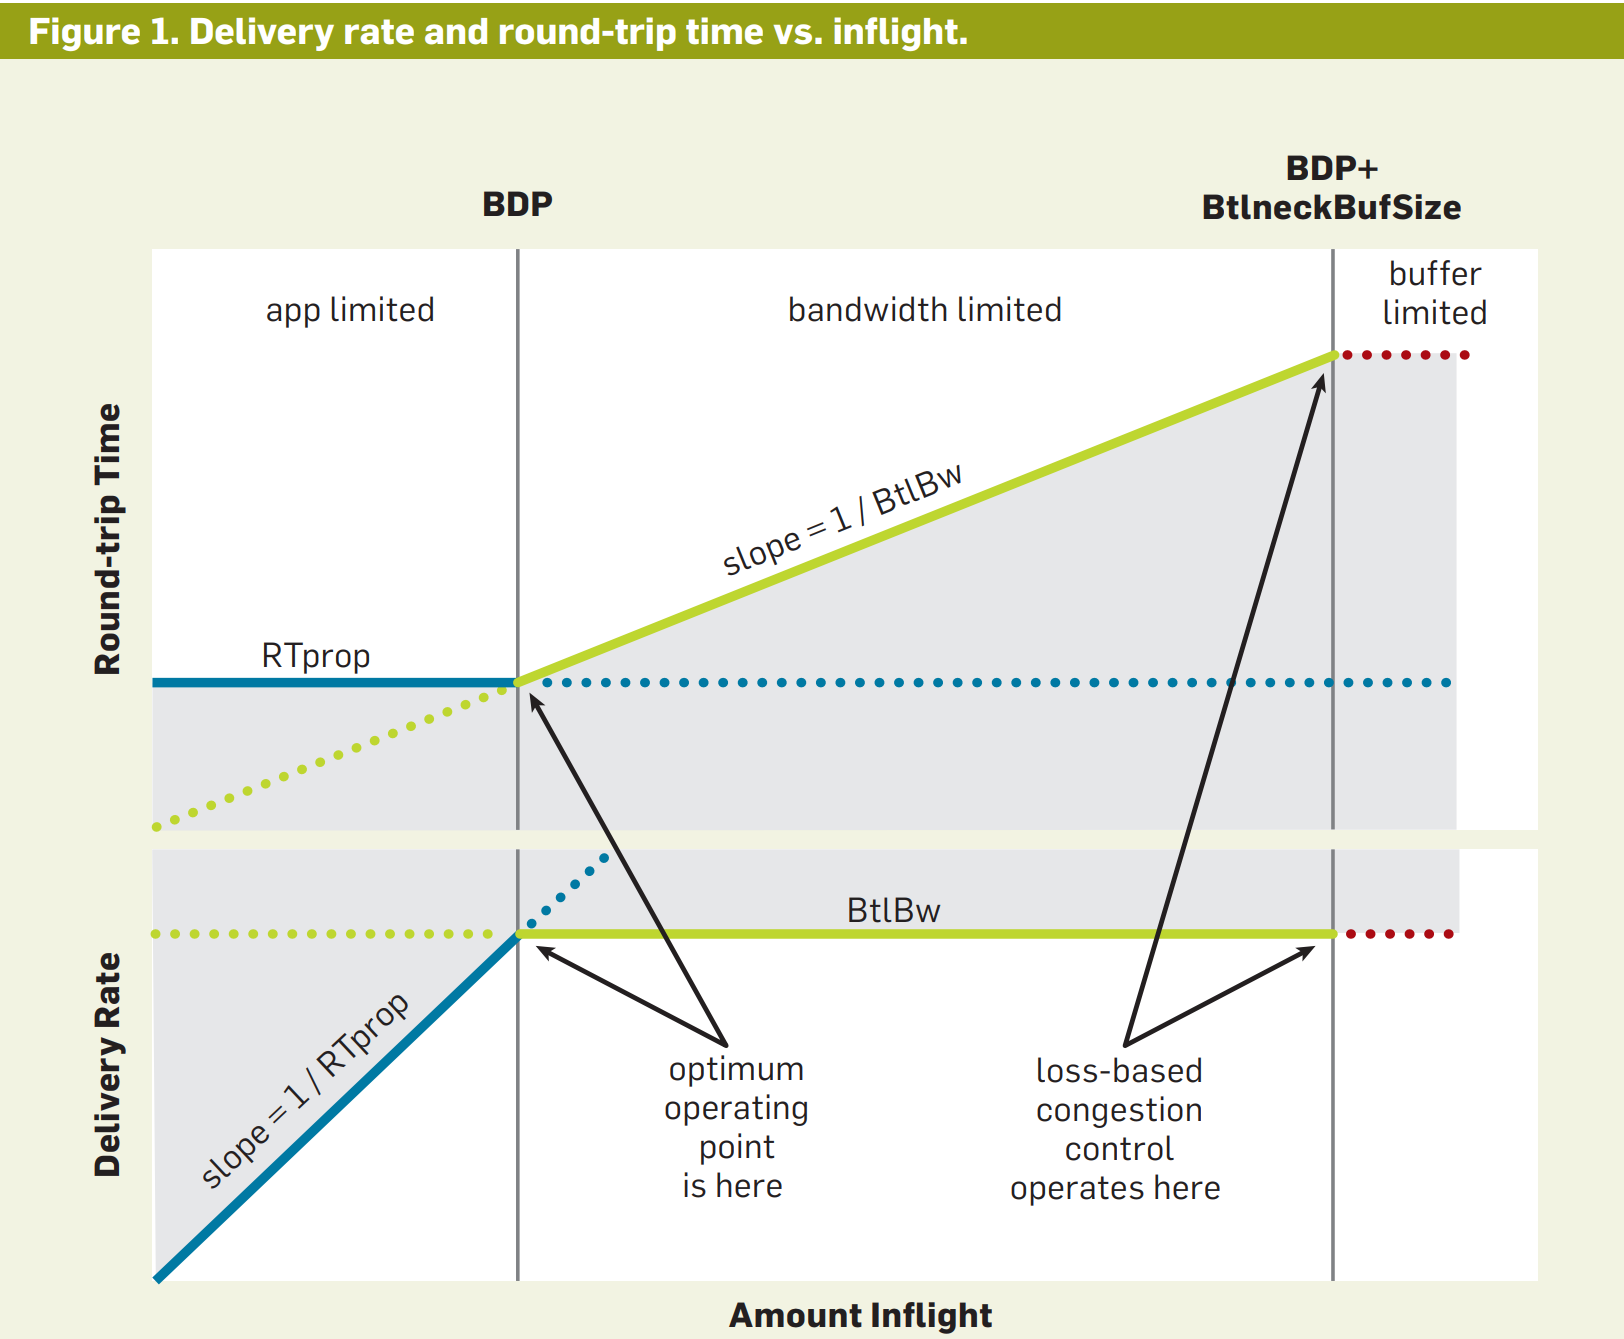 Figure 1. Delivery rate and round-trip time vs. inflight.
BDP
BDP+
BtlneckBufSize
app limited
bandwidth limited
buffer
limited
Round-trip Time
slope = 1 / BtlBw
RTprop
BtlBw
Delivery Rate
slope = 1 / RTprop
optimum
operating
point
is here
loss-based
congestion
control
operates here
Amount Inflight